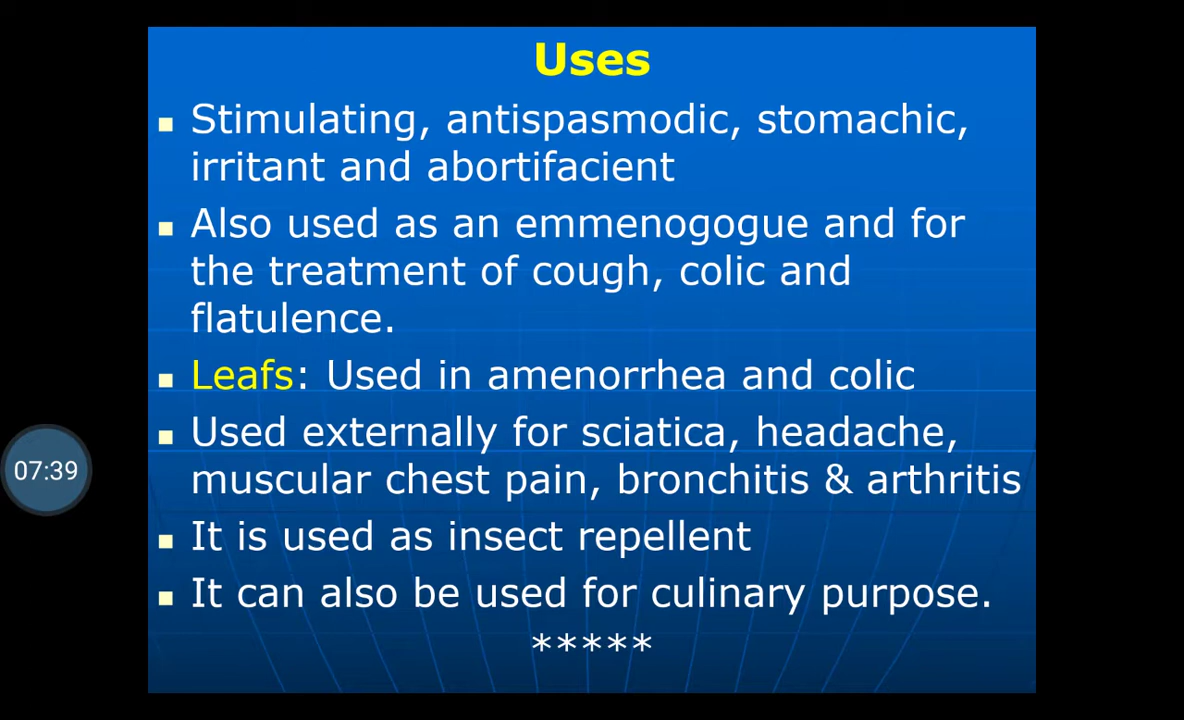 Uses
▪ Stimulating, antispasmodic, stomachic,
irritant and abortifacient
▪ Also used as an emmenogogue and for
the treatment of cough, colic and
flatulence.
▪ Leafs: Used in amenorrhea and colic
▪ Used externally for sciatica, headache,
muscular chest pain, bronchitis & arthritis
▪ It is used as insect repellent
▪ It can also be used for culinary purpose.
*****
07:39